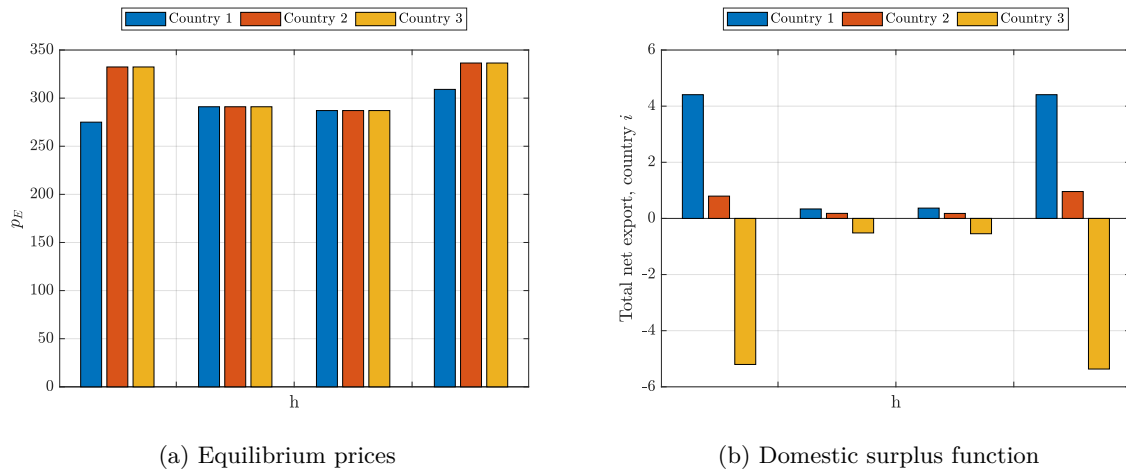 Country 1 Country 2 Country 3
350
300
250
200
150
100
50
0
p_E
h
(a) Equilibrium prices
Country 1 Country 2 Country 3
6
4
2
0
-2
-4
-6
Total net export, country i
h
(b) Domestic surplus function